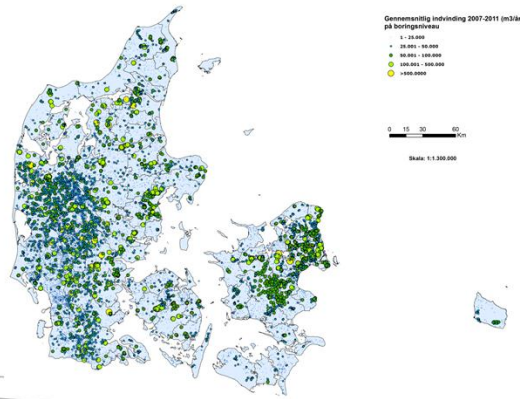 Gennemsnitlig indvinding 2007-2011 (m3/år
på boringsniveau
1 - 25.000
25.001 - 50.000
50.001 - 100.000
100.001 - 500.000
>500.0000
0 15 30 60
Km
Skala: 1:1.300.000